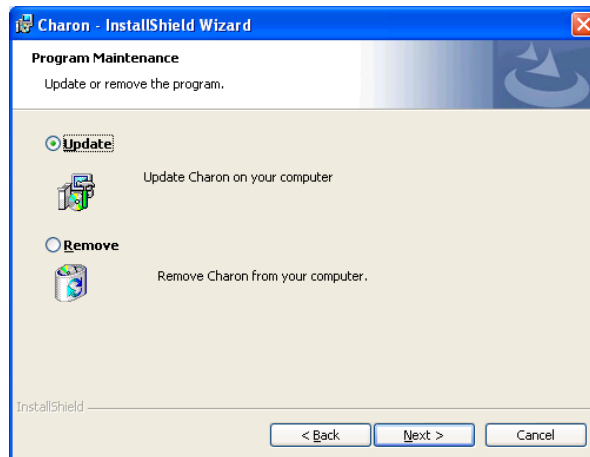 Charon - InstallShield Wizard
Program Maintenance
Update or remove the program.
Update
Update Charon on your computer
Remove
Remove Charon from your computer.
InstallShield
< Back
Next >
Cancel